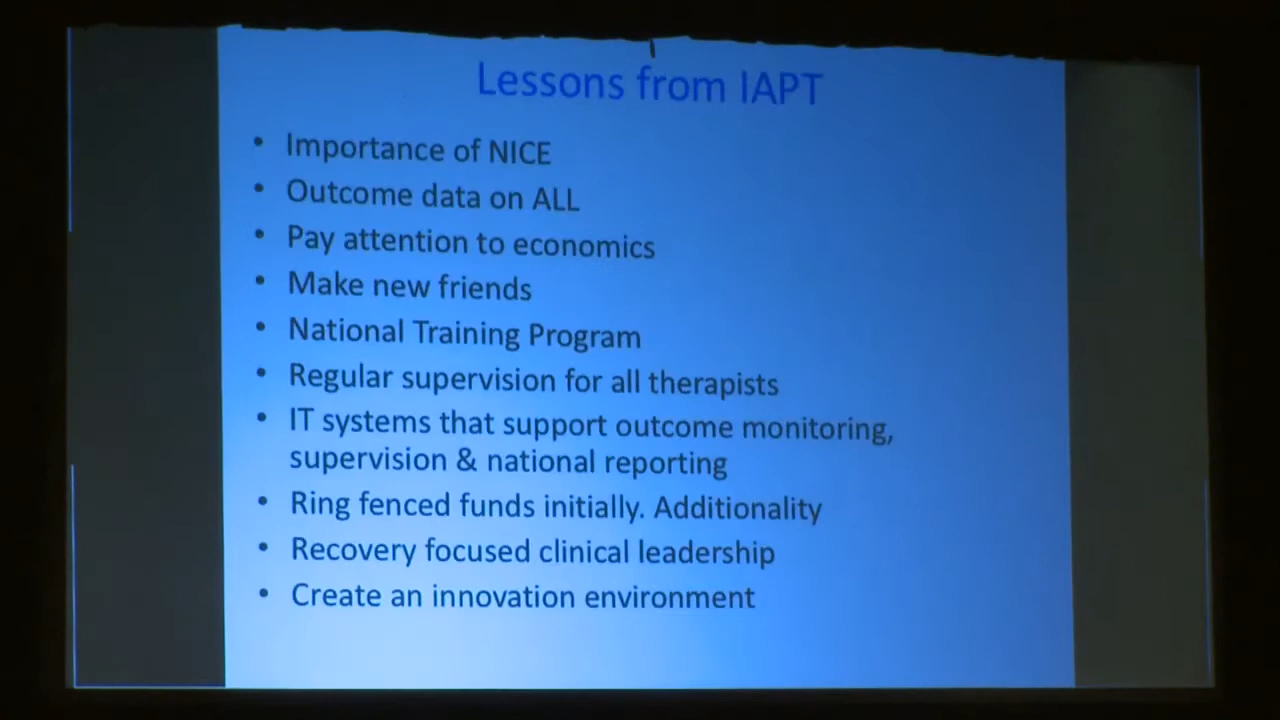 Lessons from IAPT
• Importance of NICE
• Outcome data on ALL
• Pay attention to economics
• Make new friends
• National Training Program
• Regular supervision for all therapists
• IT systems that support outcome monitoring,
supervision & national reporting
• Ring fenced funds initially. Additionality
• Recovery focused clinical leadership
• Create an innovation environment